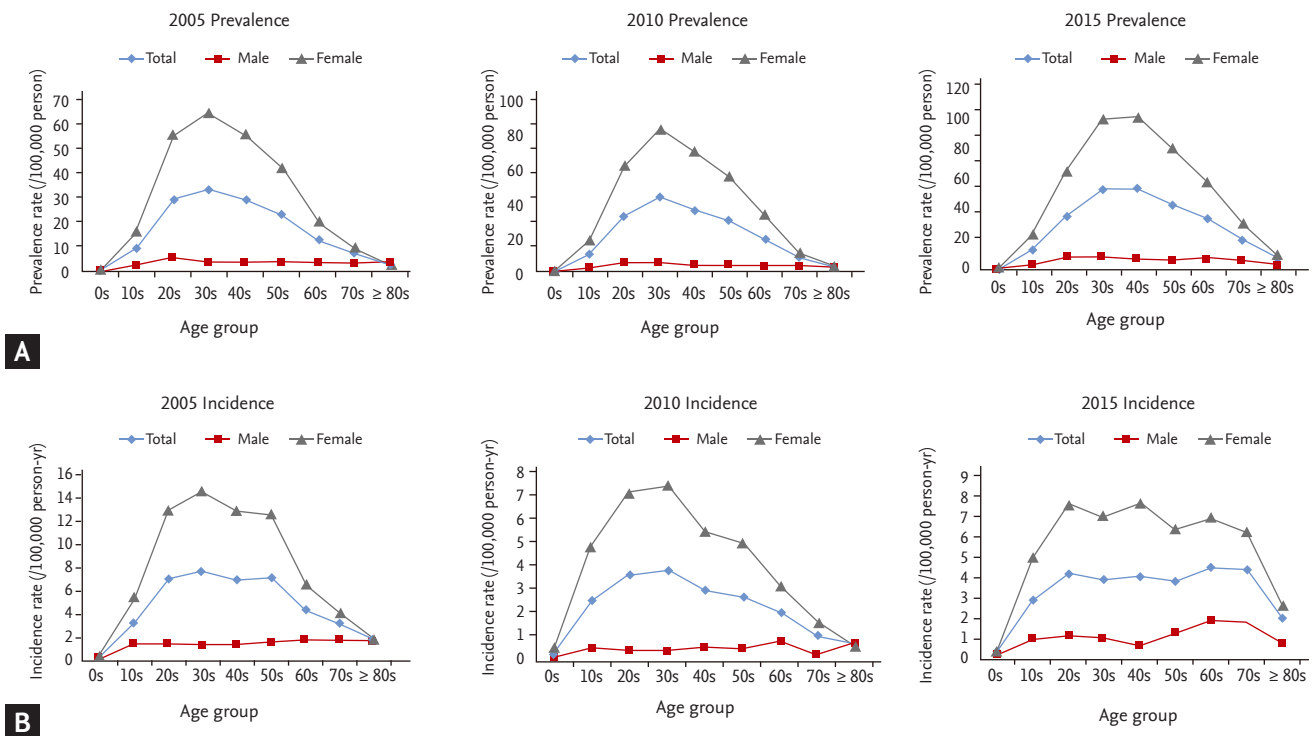 2005 Prevalence
Total Male Female
Prevalence rate (/100,000 person)
70
60
50
40
30
20
10
0
0s 10s 20s 30s 40s 50s 60s 70s ≥ 80s
Age group
2010 Prevalence
Total Male Female
Prevalence rate (/100,000 person)
100
80
60
40
20
0
0s 10s 20s 30s 40s 50s 60s 70s ≥ 80s
Age group
2015 Prevalence
Total Male Female
Prevalence rate (/100,000 person)
120
100
80
60
40
20
0
0s 10s 20s 30s 40s 50s 60s 70s ≥ 80s
Age group
A
2005 Incidence
Total Male Female
Incidence rate (/100,000 person-yr)
16
14
12
10
8
6
4
2
0
0s 10s 20s 30s 40s 50s 60s 70s ≥ 80s
Age group
2010 Incidence
Total Male Female
Incidence rate (/100,000 person-yr)
8
7
6
5
4
3
2
1
0
0s 10s 20s 30s 40s 50s 60s 70s ≥ 80s
Age group
2015 Incidence
Total Male Female
Incidence rate (/100,000 person-yr)
9
8
7
6
5
4
3
2
1
0
0s 10s 20s 30s 40s 50s 60s 70s ≥ 80s
Age group
B